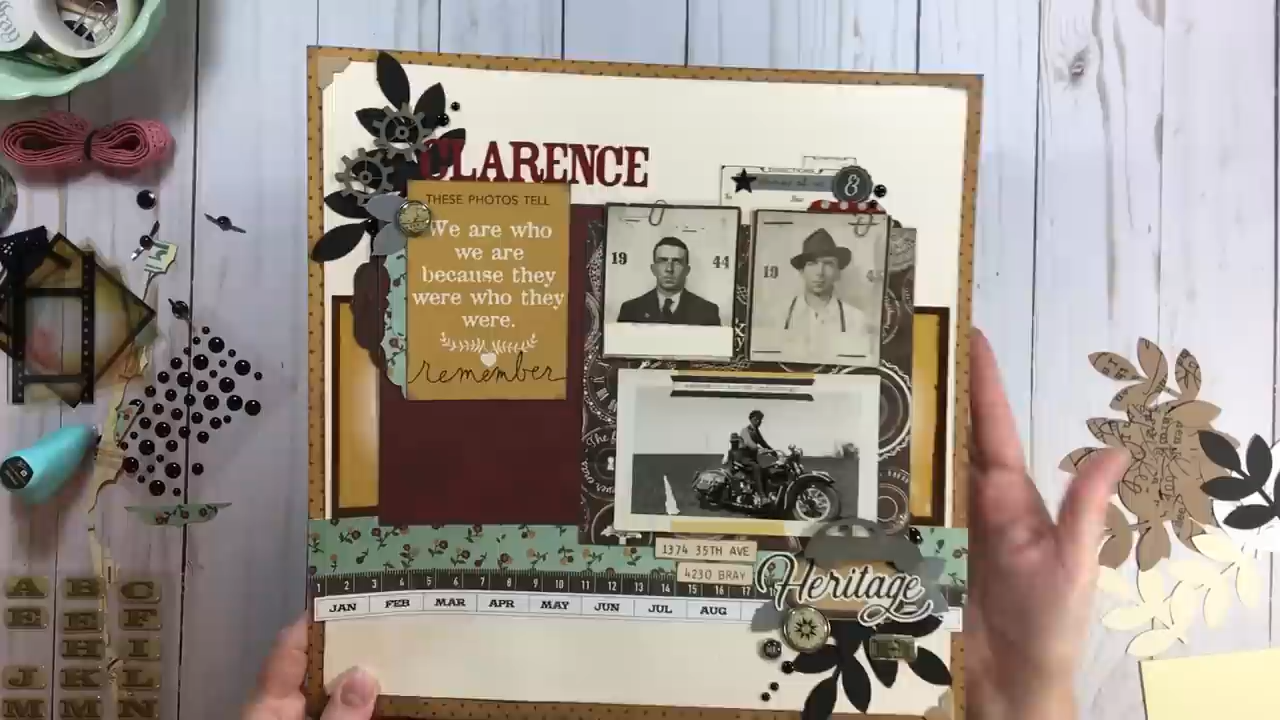 CLARENCE
THESE PHOTOS TELL
We are who
we are
because they
were who they
were.
remember
8
19 44
19
1374 35TH AVE
4230 BRAY
Heritage
1 2 3 4 5 6 7 8 9 10 11 12 13 14 15 16 17
JAN FEB MAR APR MAY JUN JUL AUG
A B C
E E F
H I
J K L
M M N